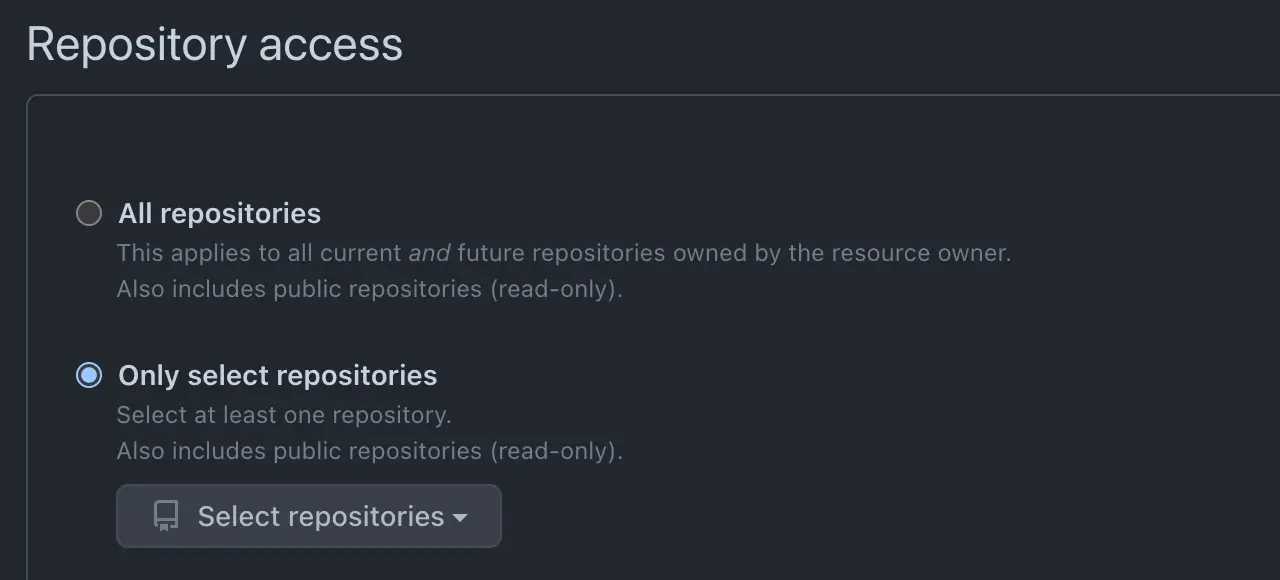 Repository access
All repositories
This applies to all current and future repositories owned by the resource owner.
Also includes public repositories (read-only).
Only select repositories
Select at least one repository.
Also includes public repositories (read-only).
Select repositories